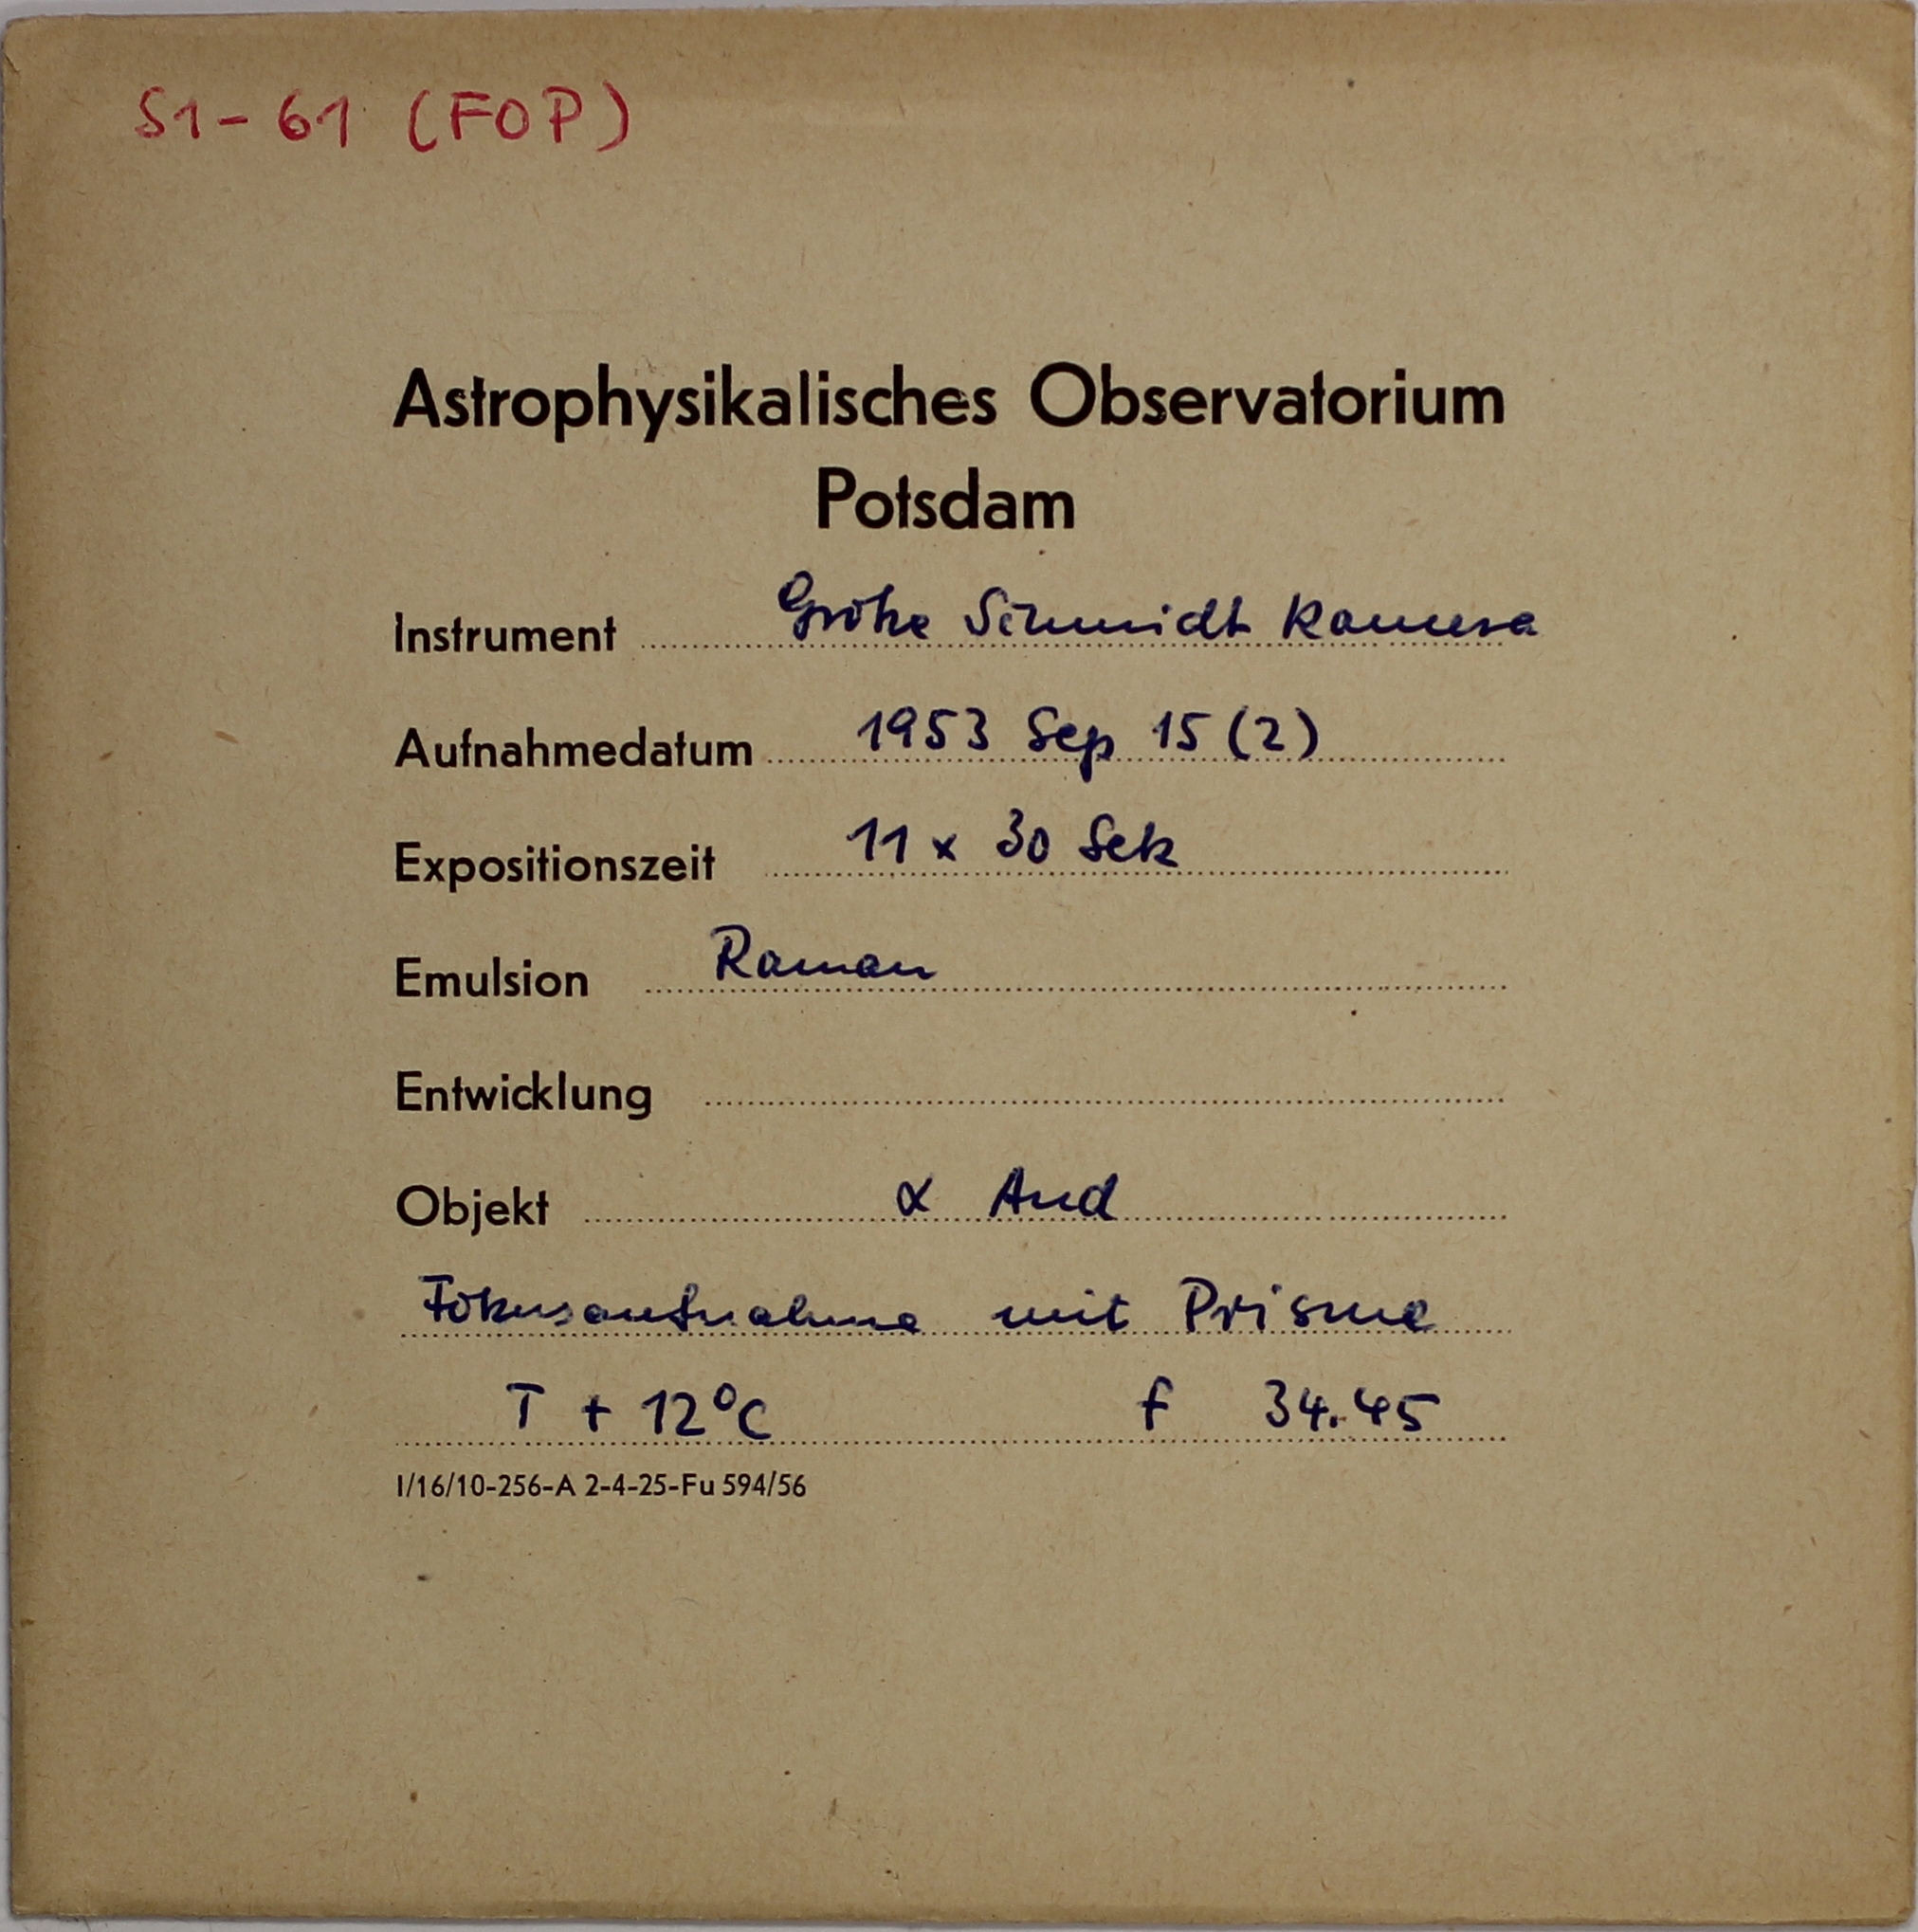 S1-61 (FOP)
Astrophysikalisches Observatorium
Potsdam
Instrument Große Schmidt Kamera
Aufnahmedatum 1953 Sep 15 (2)
Expositionszeit 11 x 30 Sek
Emulsion Raman
Entwicklung
Objekt α And
Fokusaufnahme mit Prisma
T + 12°C f 34.45
I/16/10-256-A 2-4-25-Fu 594/56